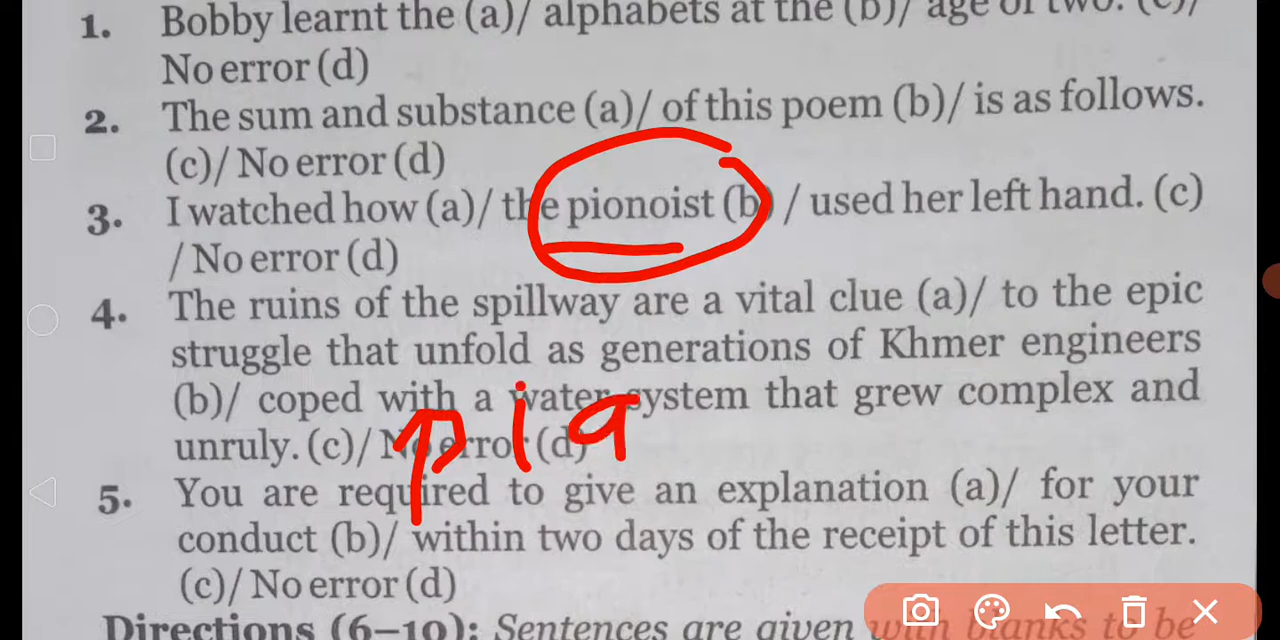 1. Bobby learnt the (a)/ alphabets at the (b)/ age of two. (c)/
No error (d)
2. The sum and substance (a)/ of this poem (b)/ is as follows.
(c)/ No error (d)
3. I watched how (a)/ the pionoist (b) / used her left hand. (c)
/ No error (d)
4. The ruins of the spillway are a vital clue (a)/ to the epic
struggle that unfold as generations of Khmer engineers
(b)/ coped with a water system that grew complex and
unruly. (c)/ No error (d)
pia
5. You are required to give an explanation (a)/ for your
conduct (b)/ within two days of the receipt of this letter.
(c)/ No error (d)
Directions (6–10): Sentences are given with blanks to be